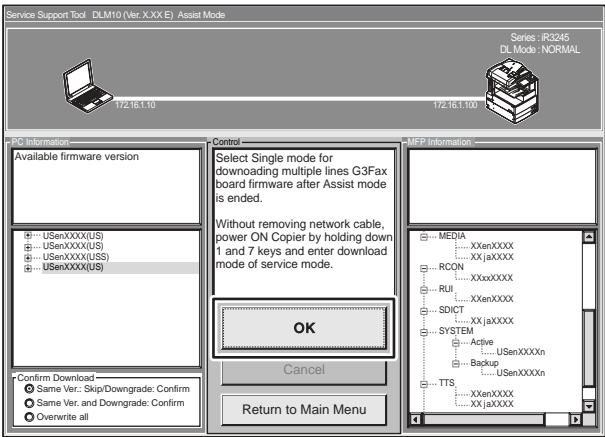 Service Support Tool DLM10 (Ver. X.XX E) Assist Mode
Series : iR3245
DL Mode : NORMAL
172.16.1.10
172.16.1.100
PC Information
Available firmware version
USenXXXX(US)
USenXXXX(US)
USenXXXX(USS)
USenXXXX(US)
Confirm Download
Same Ver.: Skip/Downgrade: Confirm
Same Ver. and Downgrade: Confirm
Overwrite all
Control
Select Single mode for
downoading multiple lines G3Fax
board firmware after Assist mode
is ended.
Without removing network cable,
power ON Copier by holding down
1 and 7 keys and enter download
mode of service mode.
OK
Cancel
Return to Main Menu
MFP Information
MEDIA
XXenXXXX
XX jaXXXX
RCON
XXxxXXXX
RUI
XXenXXXX
SDICT
XX jaXXXX
SYSTEM
Active
USenXXXXn
Backup
USenXXXXn
TTS
XXenXXXX
XX jaXXXX